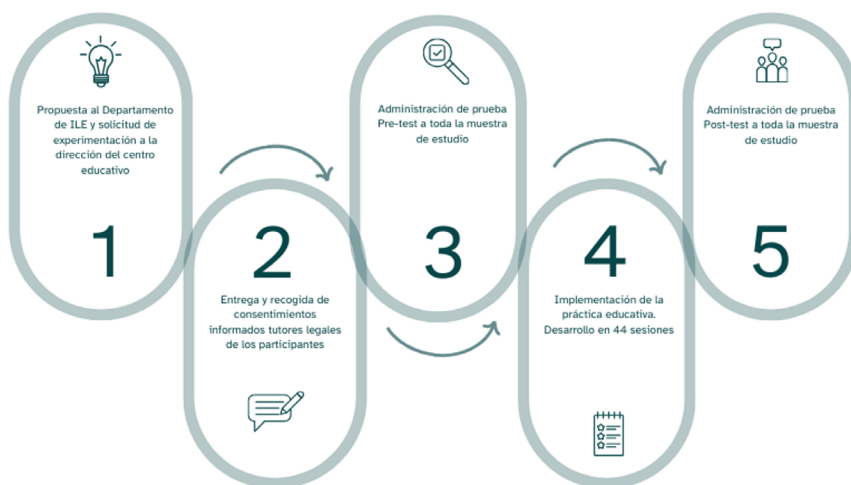 Propuesta al Departamento
de ILE y solicitud de
experimentación a la
dirección del centro
educativo
1
2
Entrega y recogida de
consentimientos
informados tutores legales
de los participantes
Administración de prueba
Pre-test a toda la muestra
de estudio
3
4
Implementación de la
práctica educativa.
Desarrollo en 44 sesiones
Administración de prueba
Post-test a toda la muestra
de estudio
5